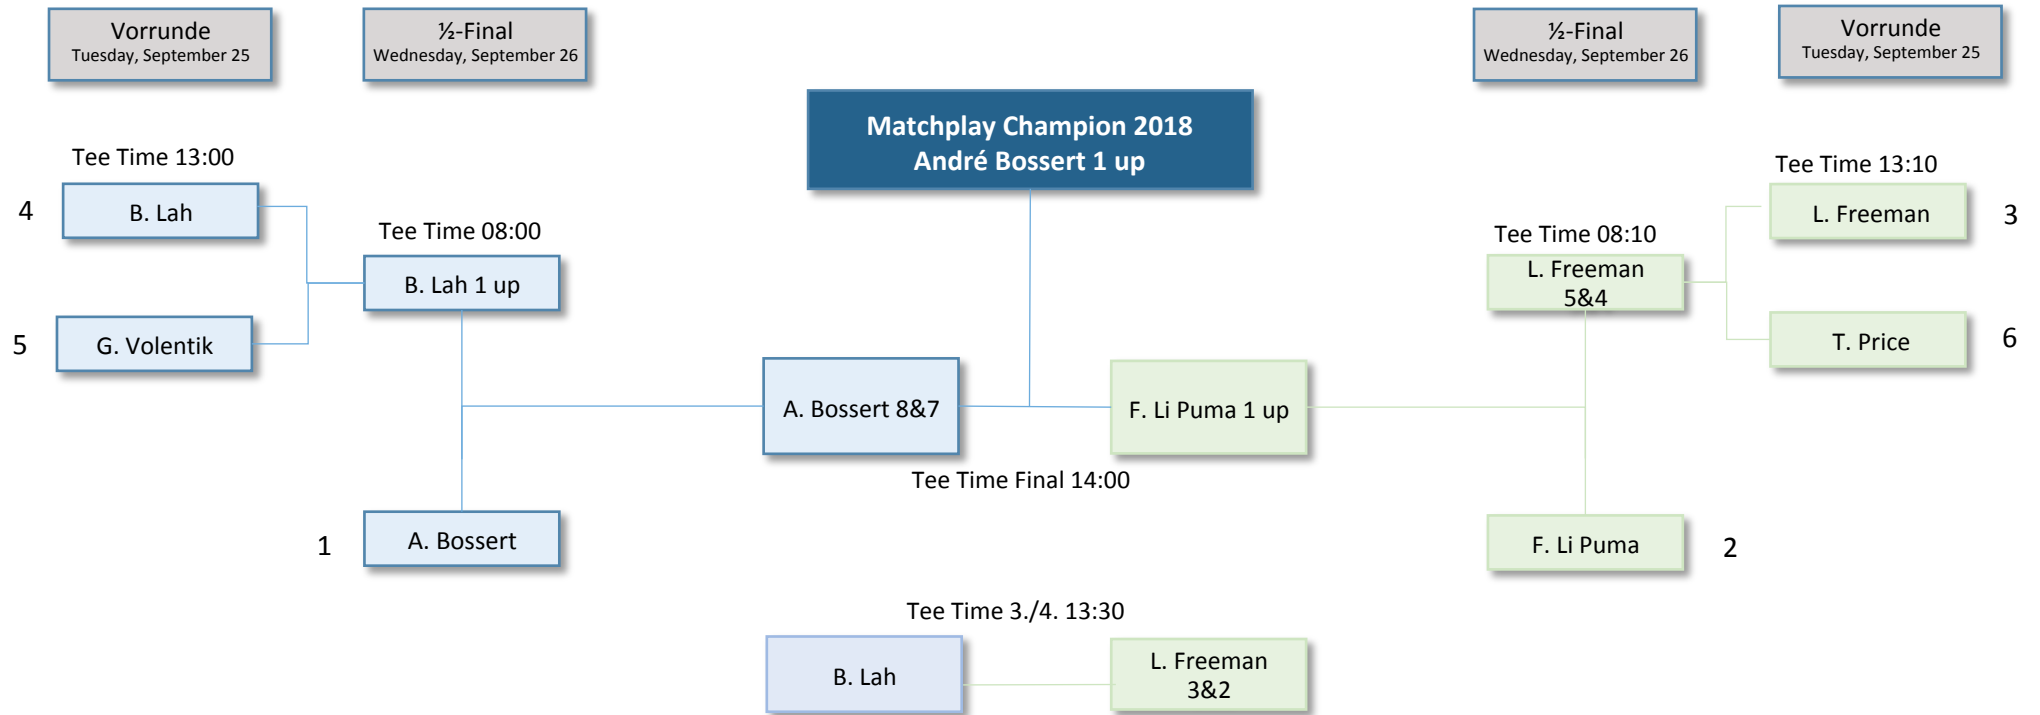 Vorrunde
Tuesday, September 25
½-Final
Wednesday, September 26
½-Final
Wednesday, September 26
Vorrunde
Tuesday, September 25
Matchplay Champion 2018
André Bossert 1 up
Tee Time 13:00
4
B. Lah
5
G. Volentik
Tee Time 08:00
B. Lah 1 up
1
A. Bossert
A. Bossert 8&7
F. Li Puma 1 up
Tee Time Final 14:00
Tee Time 08:10
L. Freeman
5&4
F. Li Puma
2
Tee Time 13:10
L. Freeman
3
T. Price
6
Tee Time 3./4. 13:30
B. Lah
L. Freeman
3&2